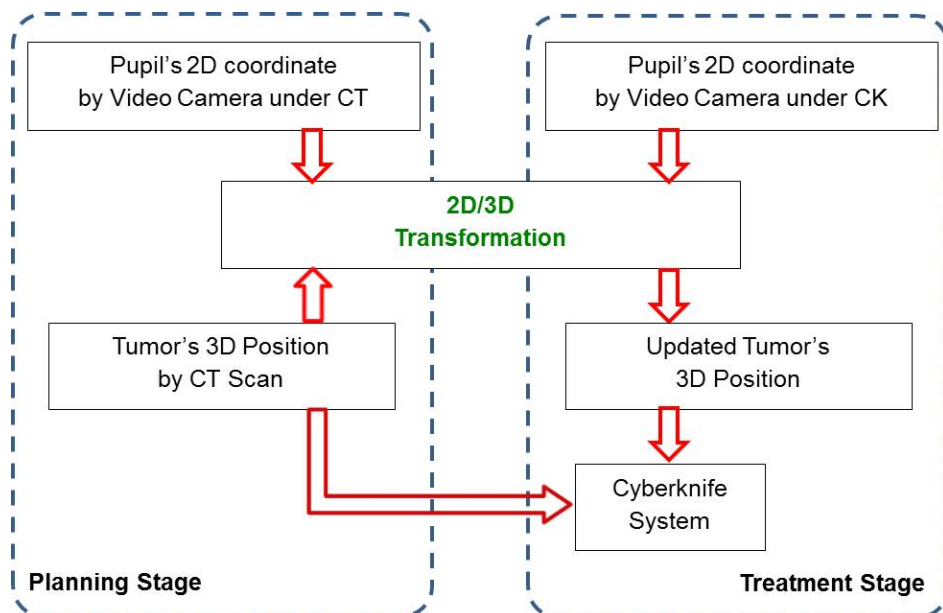 Pupil's 2D coordinate
by Video Camera under CT
Pupil's 2D coordinate
by Video Camera under CK
2D/3D
Transformation
Tumor's 3D Position
by CT Scan
Updated Tumor's
3D Position
Cyberknife
System
Planning Stage
Treatment Stage